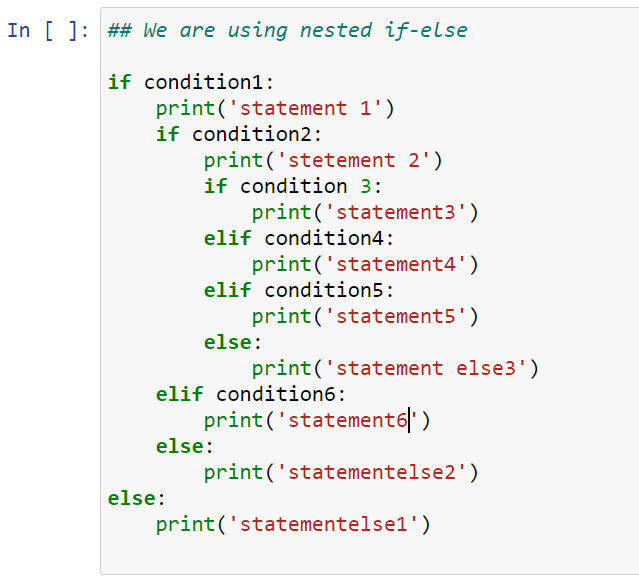 In [ ]: ## We are using nested if-else
if condition1:
    print('statement 1')
    if condition2:
        print('stetement 2')
        if condition 3:
            print('statement3')
        elif condition4:
            print('statement4')
        elif condition5:
            print('statement5')
        else:
            print('statement else3')
    elif condition6:
        print('statement6')
    else:
        print('statementelse2')
else:
    print('statementelse1')